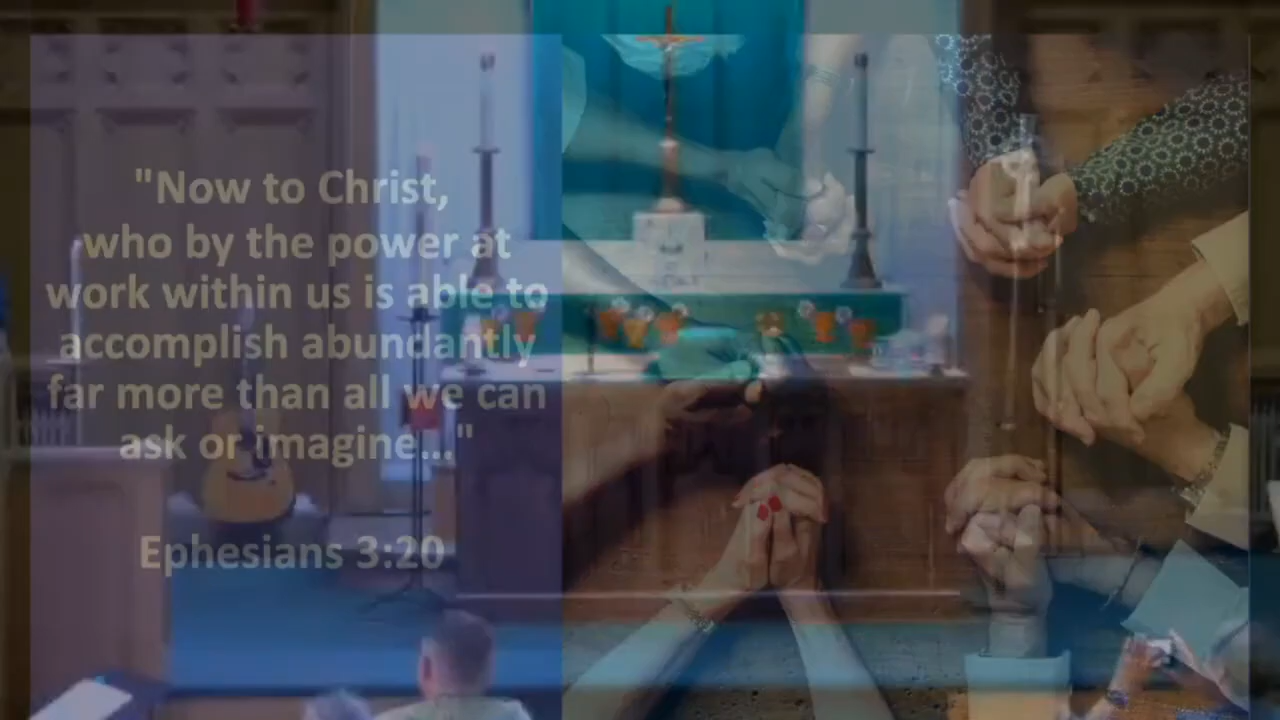 "Now to Christ,
who by the power at
work within us is able to
accomplish abundantly
far more than all we can
ask or imagine..."
Ephesians 3:20